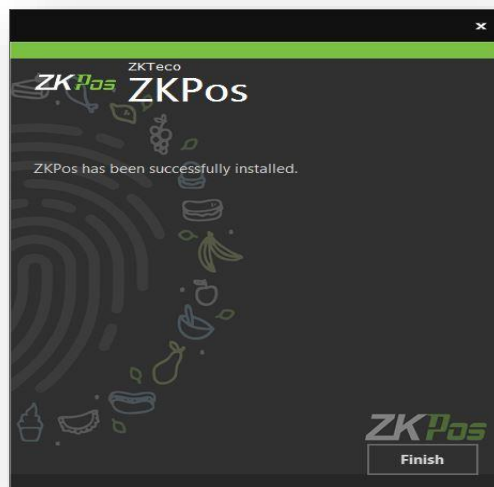 x
ZKTeco
ZKPos ZKPos
ZKPos has been successfully installed.
ZKPos
Finish